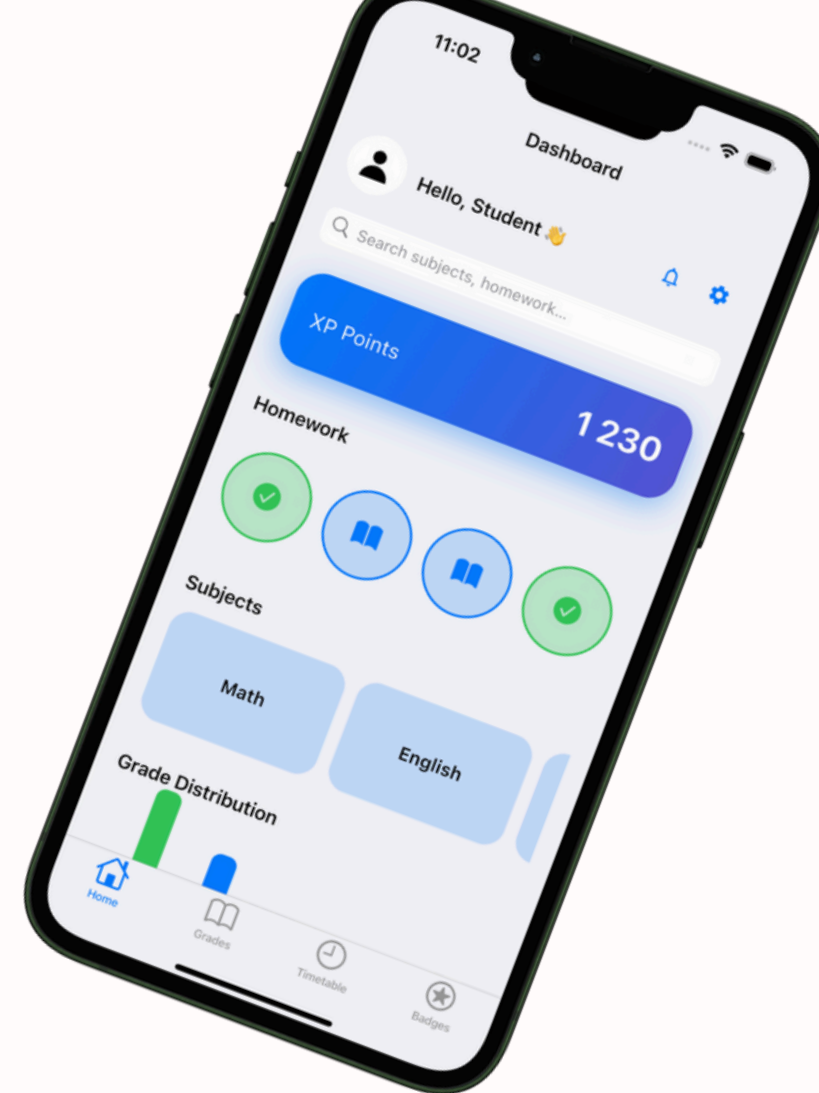 11:02
Dashboard
Hello, Student 👋
Search subjects, homework...
XP Points
1 230
Homework
Subjects
Math
English
Grade Distribution
Home
Grades
Timetable
Badges